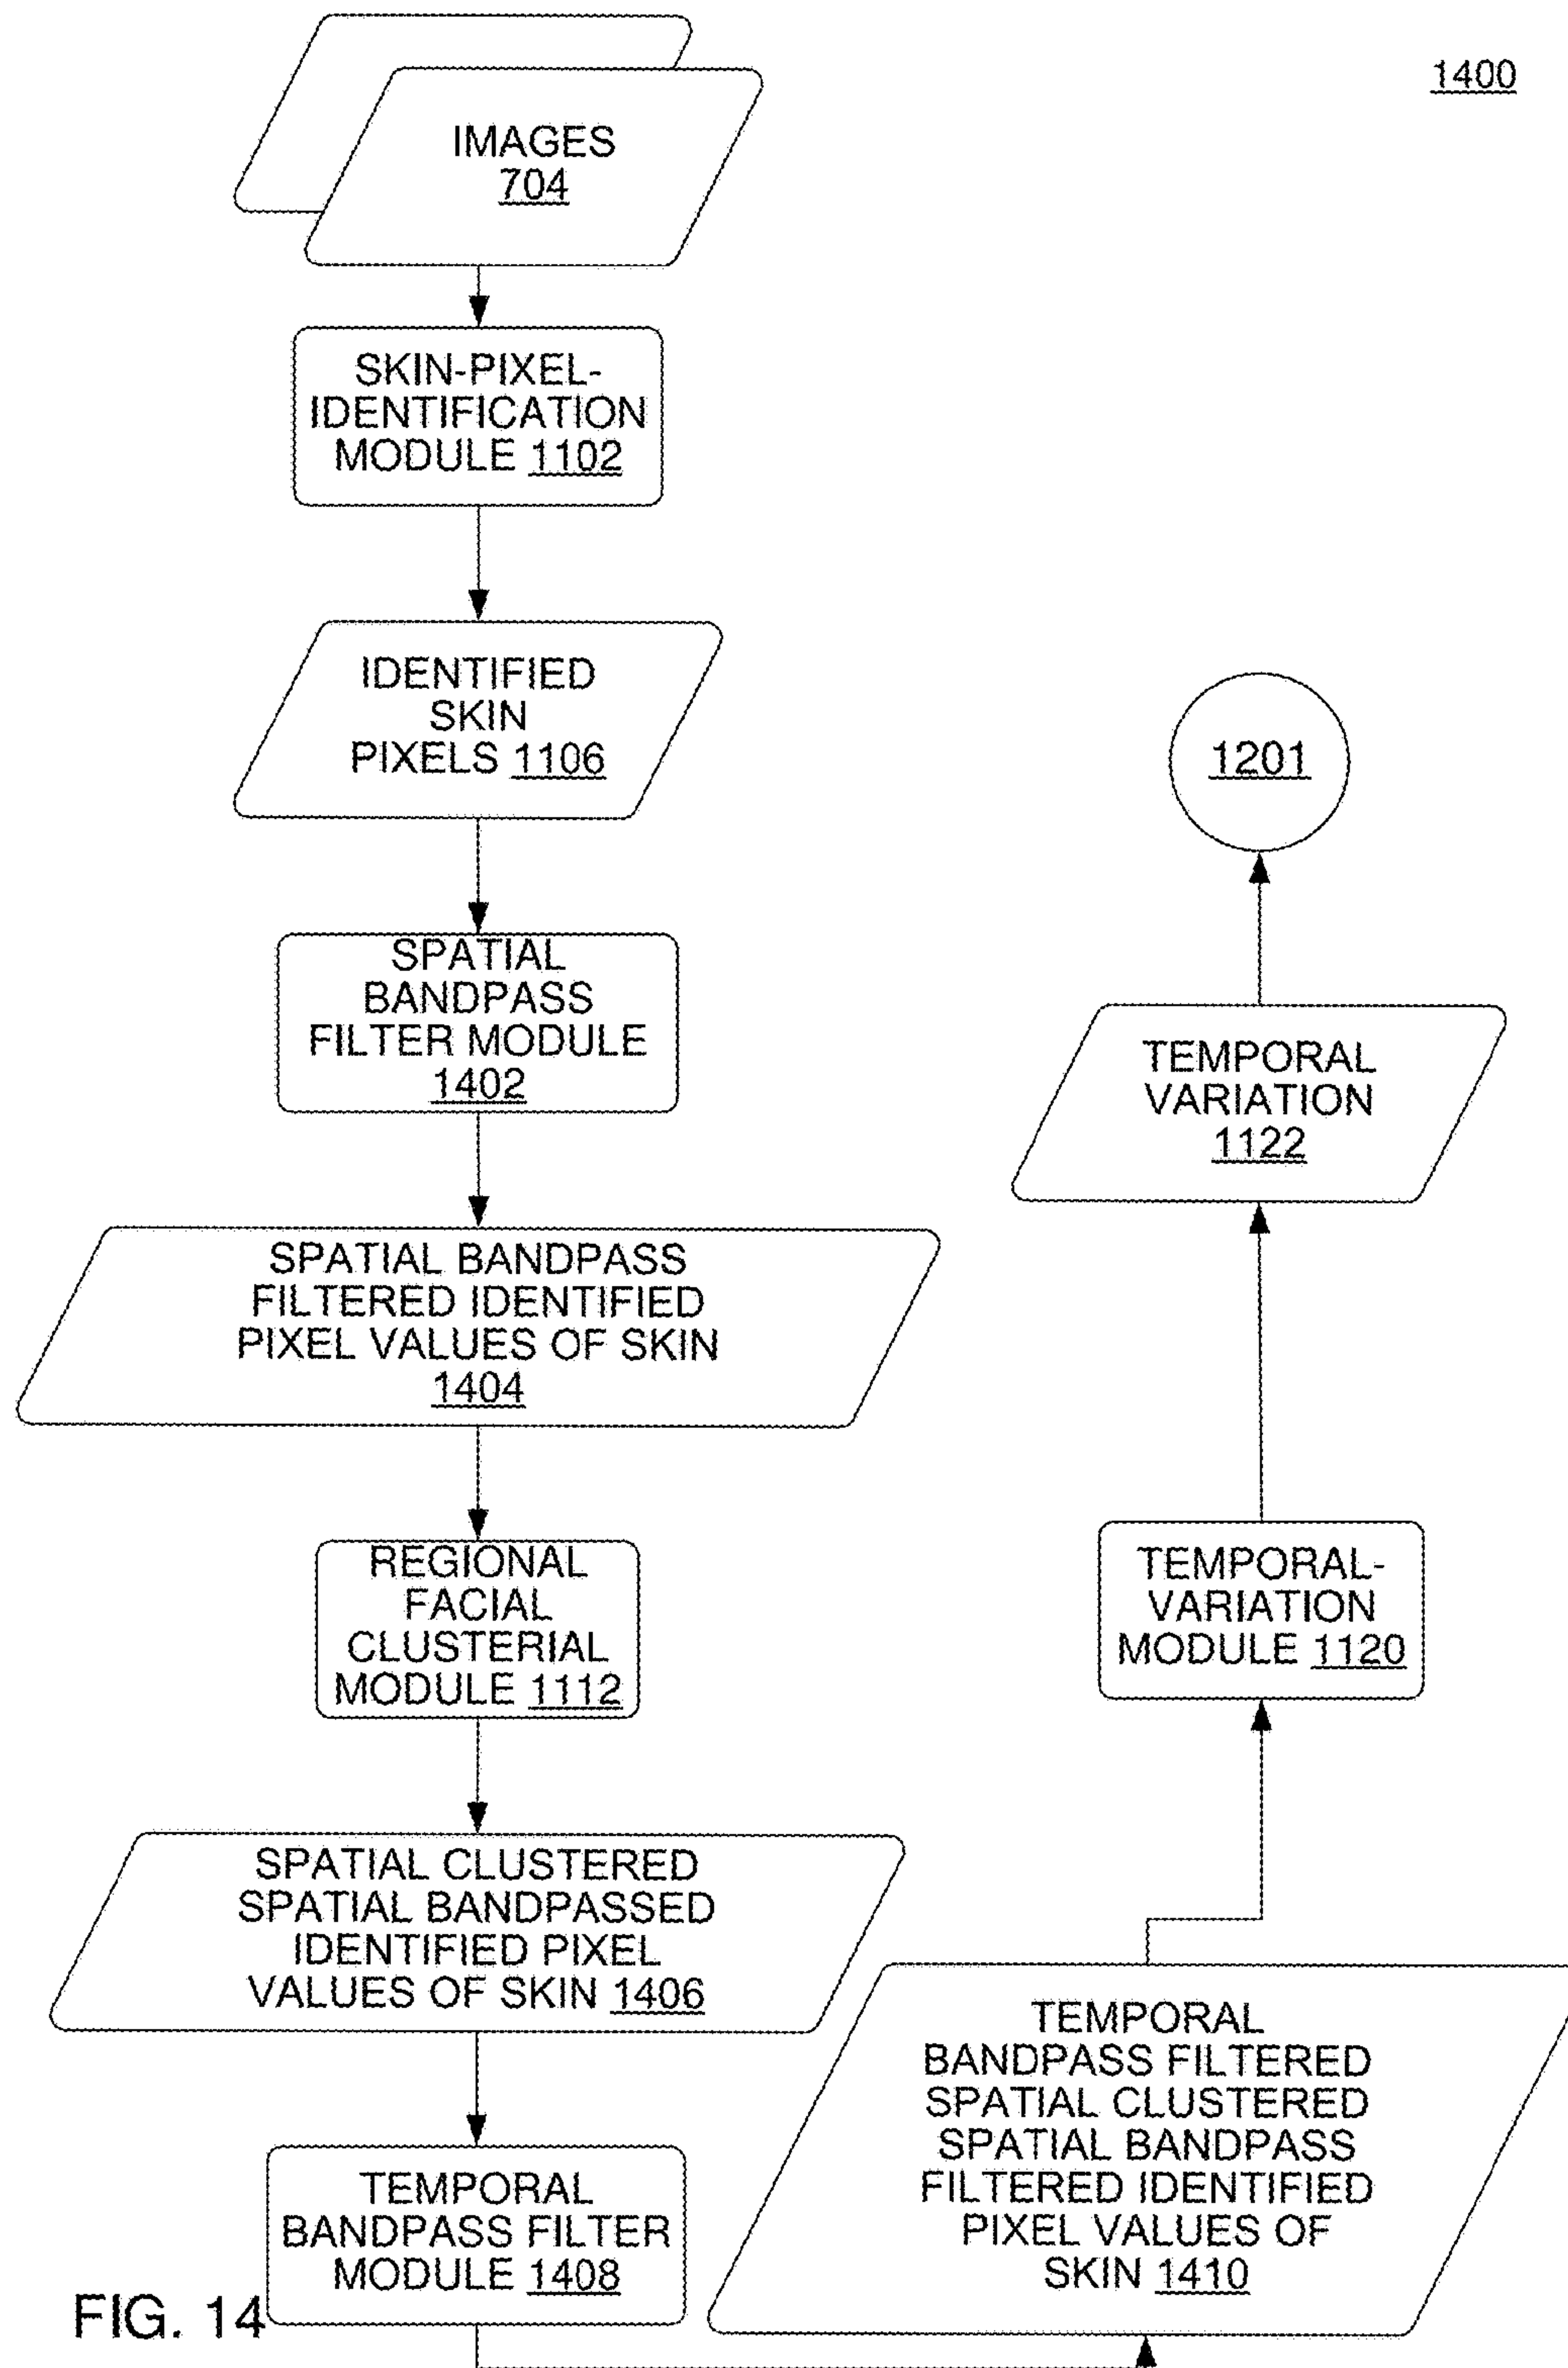 1400
IMAGES
704
SKIN-PIXEL-
IDENTIFICATION
MODULE 1102
IDENTIFIED
SKIN
PIXELS 1106
SPATIAL
BANDPASS
FILTER MODULE
1402
SPATIAL BANDPASS
FILTERED IDENTIFIED
PIXEL VALUES OF SKIN
1404
REGIONAL
FACIAL
CLUSTERIAL
MODULE 1112
SPATIAL CLUSTERED
SPATIAL BANDPASSED
IDENTIFIED PIXEL
VALUES OF SKIN 1406
TEMPORAL
BANDPASS FILTER
MODULE 1408
TEMPORAL
BANDPASS FILTERED
SPATIAL CLUSTERED
SPATIAL BANDPASS
FILTERED IDENTIFIED
PIXEL VALUES OF
SKIN 1410
TEMPORAL-
VARIATION
MODULE 1120
TEMPORAL
VARIATION
1122
1201
FIG. 14